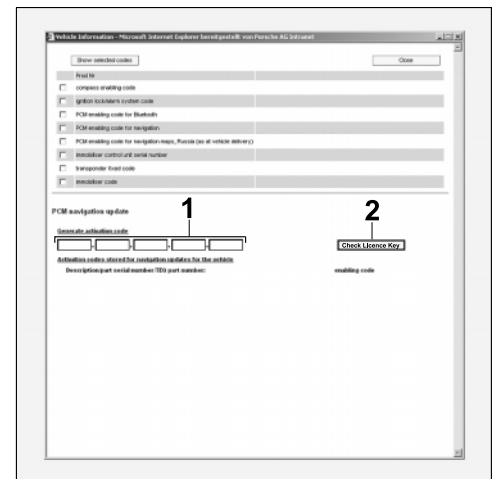 Vehicle Information - Microsoft Internet Explorer bereitgestellt von Porsche AG Intranet
Show selected codes
Close
Prod Nr
compass enabling code
ignition lock/alarm system code
PCM enabling code for Bluetooth
PCM enabling code for navigation
PCM enabling code for navigation maps, Russia (as at vehicle delivery)
immobiliser control unit serial number
transponder fixed code
immobiliser code
PCM navigation update
1
2
Generate activation code
Check Licence Key
Activation codes stored for navigation updates for the vehicle
Description/part serial number
part number:
enabling code